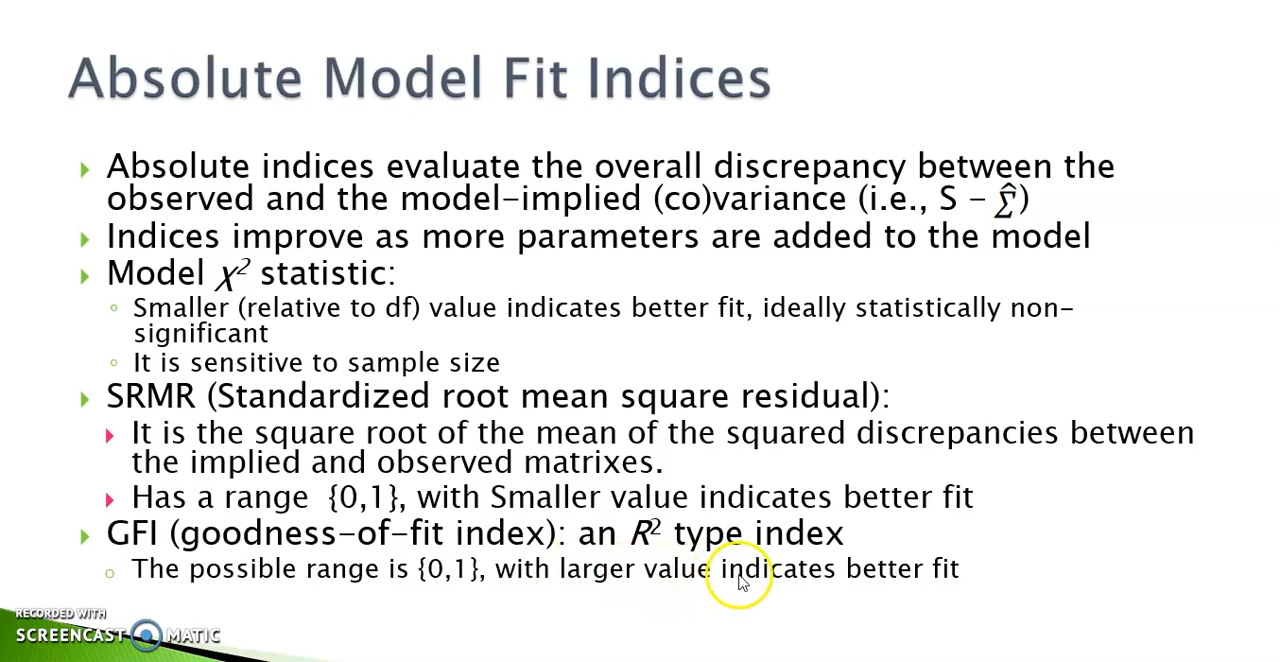 Absolute Model Fit Indices
Absolute indices evaluate the overall discrepancy between the
observed and the model-implied (co)variance (i.e., S - Σ̂)
Indices improve as more parameters are added to the model
Model χ² statistic:
Smaller (relative to df) value indicates better fit, ideally statistically non-
significant
It is sensitive to sample size
SRMR (Standardized root mean square residual):
It is the square root of the mean of the squared discrepancies between
the implied and observed matrixes.
Has a range {0,1}, with Smaller value indicates better fit
GFI (goodness-of-fit index): an R² type index
The possible range is {0,1}, with larger value indicates better fit
RECORDED WITH
SCREENCAST MATIC